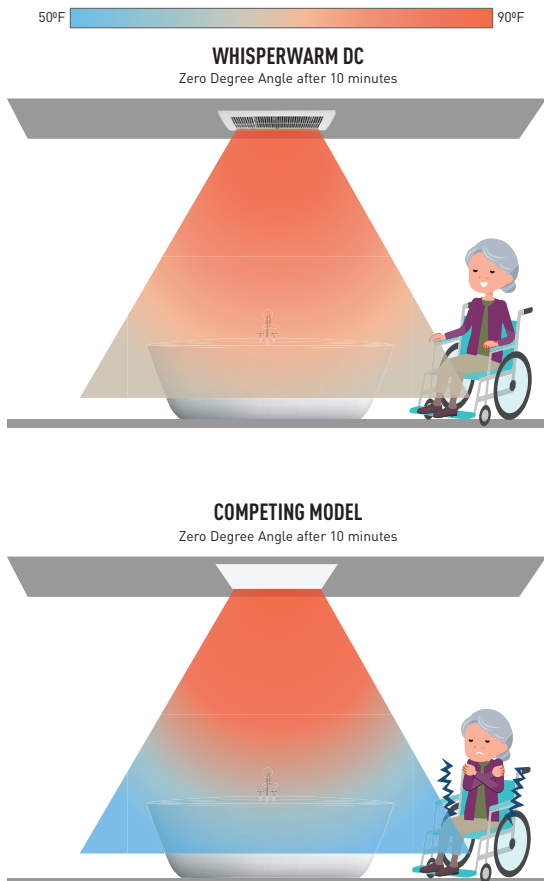 50ºF 90ºF
WHISPERWARM DC
Zero Degree Angle after 10 minutes
COMPETING MODEL
Zero Degree Angle after 10 minutes